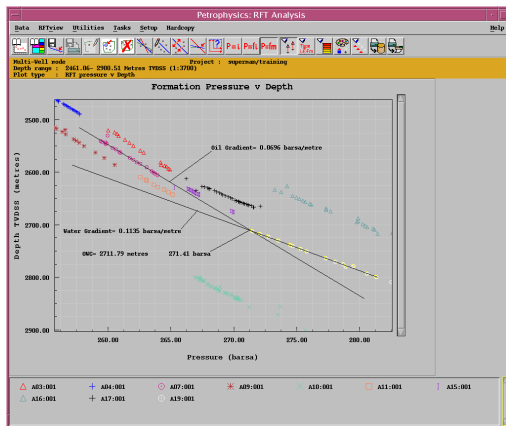 Petrophysics: RFT Analysis
Data RFTview Utilities Tasks Setup Hardcopy Help
P=i P=fi P=fm
Multi-Well mode Project : superman/training
Depth range : 2461.06- 2900.51 Metres TVDSS (1:3700)
Plot type : RFT pressure v Depth
Formation Pressure v Depth
2500.00
Oil Gradient= 0.0696 barsa/metre
2600.00
Depth TVDSS (metres)
2700.00
Water Gradient= 0.1135 barsa/metre
OWC= 2711.79 metres 271.41 barsa
2800.00
2900.00
260.00 265.00 270.00 275.00 280.00
Pressure (barsa)
A03:001 A04:001 A07:001 A09:001 A10:001 A11:001 A15:001
A16:001 A17:001 A19:001